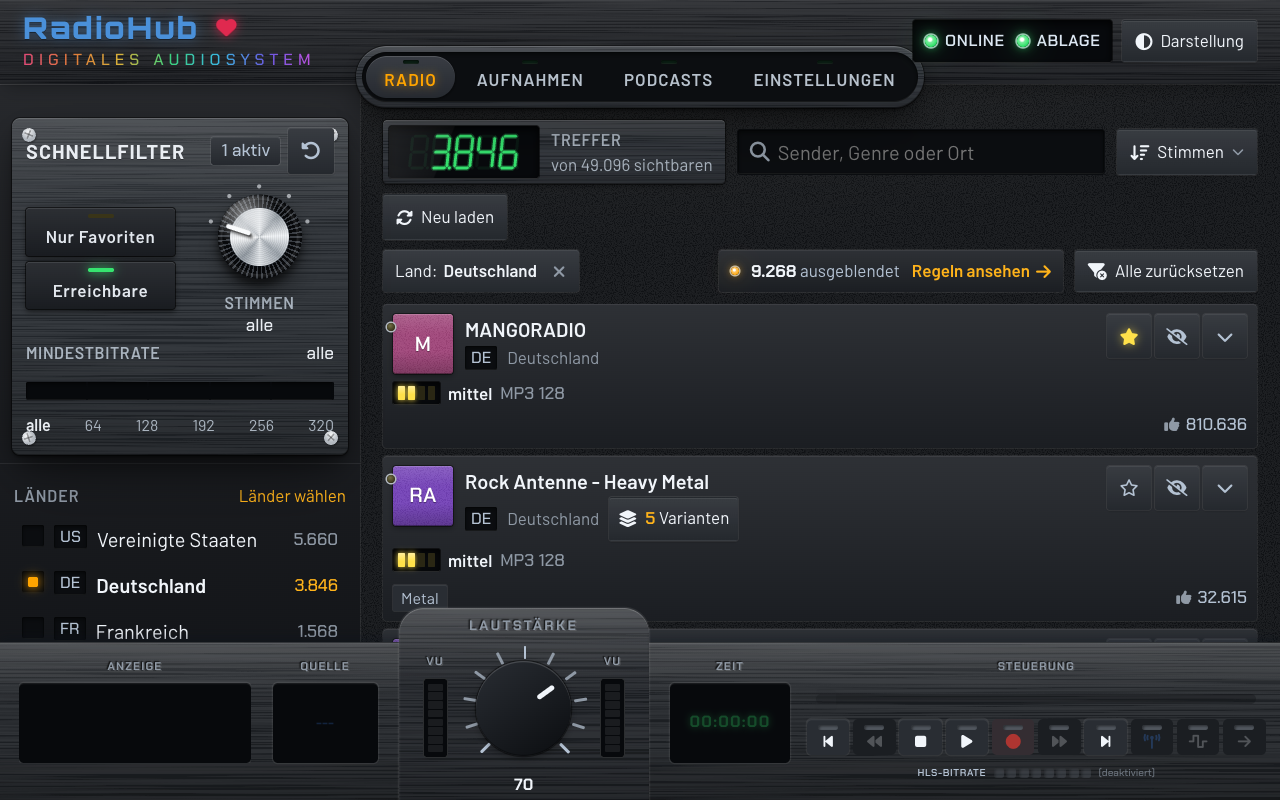 RadioHub
DIGITALES AUDIOSYSTEM
ONLINE
ABLAGE
Darstellung
RADIO
AUFNAHMEN
PODCASTS
EINSTELLUNGEN
SCHNELLFILTER
1 aktiv
Nur Favoriten
Erreichbare
STIMMEN
alle
MINDESTBITRATE
alle
alle 64 128 192 256 320
LÄNDER
Länder wählen
US Vereinigte Staaten 5.660
DE Deutschland 3.846
FR Frankreich 1.568
3.846
TREFFER
von 49.096 sichtbaren
Sender, Genre oder Ort
Stimmen
Neu laden
Land: Deutschland
9.268 ausgeblendet Regeln ansehen
Alle zurücksetzen
M
MANGORADIO
DE Deutschland
mittel MP3 128
810.636
RA
Rock Antenne - Heavy Metal
DE Deutschland
5 Varianten
mittel MP3 128
Metal
32.615
ANZEIGE
QUELLE
---
LAUTSTÄRKE
VU
VU
70
ZEIT
00:00:00
STEUERUNG
HLS-BITRATE
[deaktiviert]